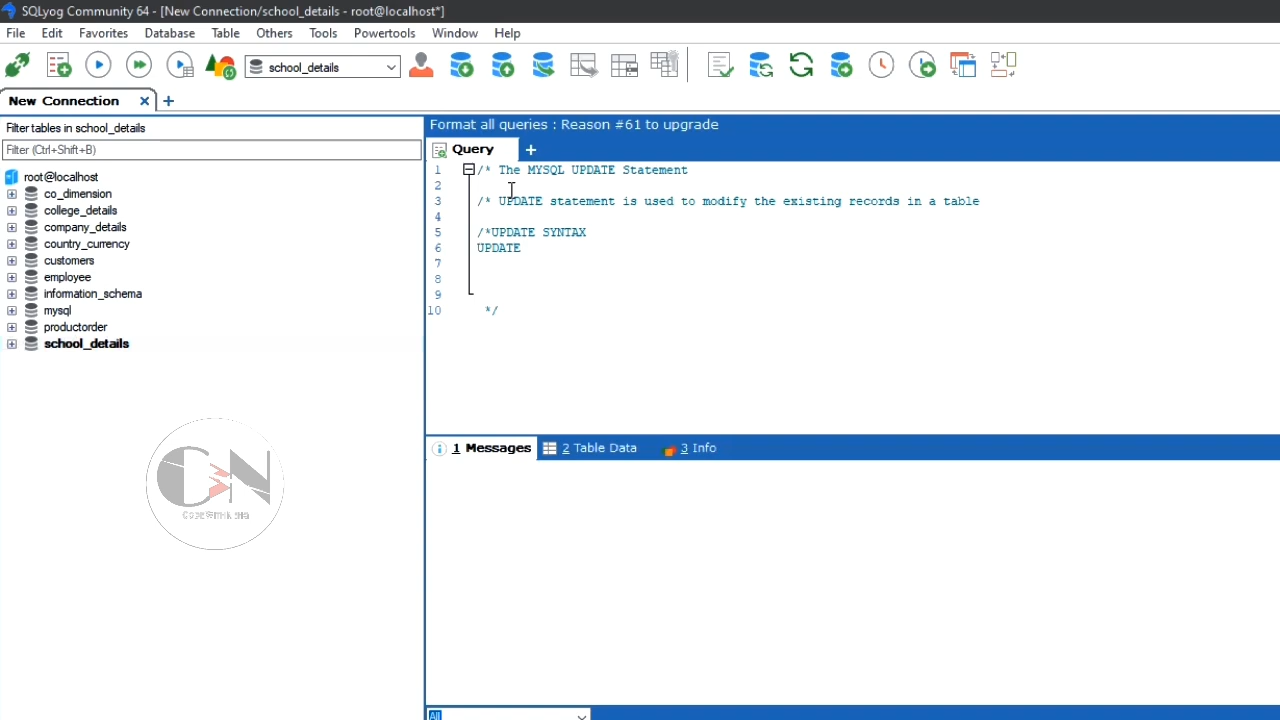 SQLyog Community 64 - [New Connection/school_details - root@localhost*]
File Edit Favorites Database Table Others Tools Powertools Window Help
school_details
New Connection
Filter tables in school_details
Filter (Ctrl+Shift+B)
root@localhost
co_dimension
college_details
company_details
country_currency
customers
employee
information_schema
mysql
productorder
school_details
Format all queries : Reason #61 to upgrade
Query
1 /* The MYSQL UPDATE Statement
2
3 /* UPDATE statement is used to modify the existing records in a table
4
5 /*UPDATE SYNTAX
6 UPDATE
7
8
9
10 */
1 Messages 2 Table Data 3 Info
All